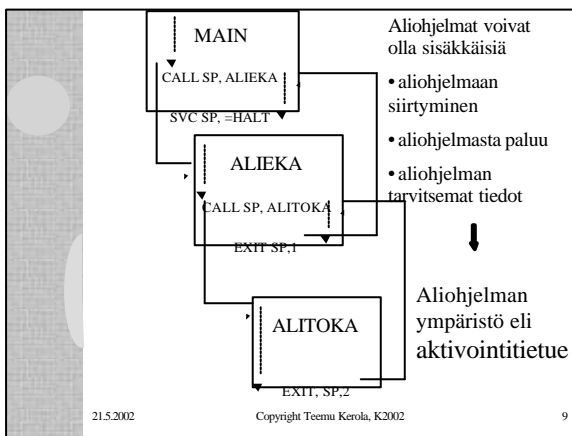 MAIN
CALL SP, ALIEKA
SVC SP, =HALT
ALIEKA
CALL SP, ALITOKA
EXIT SP,1
ALITOKA
EXIT, SP,2
Aliohjelmat voivat
olla sisäkkäisiä
• aliohjelmaan
siirtyminen
• aliohjelmasta paluu
• aliohjelman
tarvitsemat tiedot
Aliohjelman
ympäristö eli
aktivointitietue
21.5.2002
Copyright Teemu Kerola, K2002
9